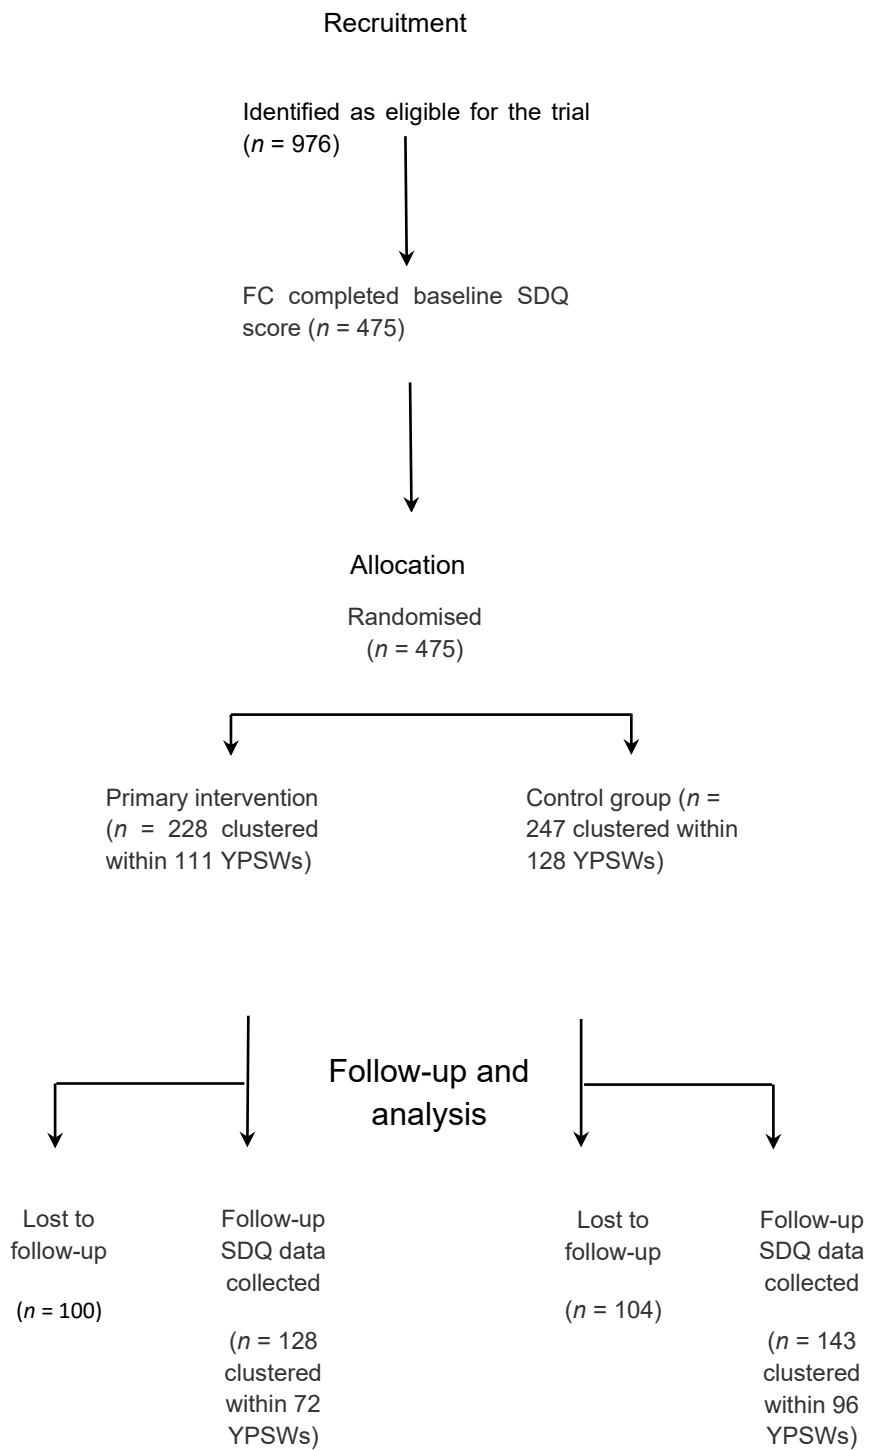 Recruitment
Identified as eligible for the trial
(n = 976)
FC completed baseline SDQ
score (n = 475)
Allocation
Randomised
(n = 475)
Primary intervention
(n = 228 clustered
within 111 YPSWs)
Control group (n =
247 clustered within
128 YPSWs)
Follow-up and
analysis
Lost to
follow-up
(n = 100)
Follow-up
SDQ data
collected
(n = 128
clustered
within 72
YPSWs)
Lost to
follow-up
(n = 104)
Follow-up
SDQ data
collected
(n = 143
clustered
within 96
YPSWs)